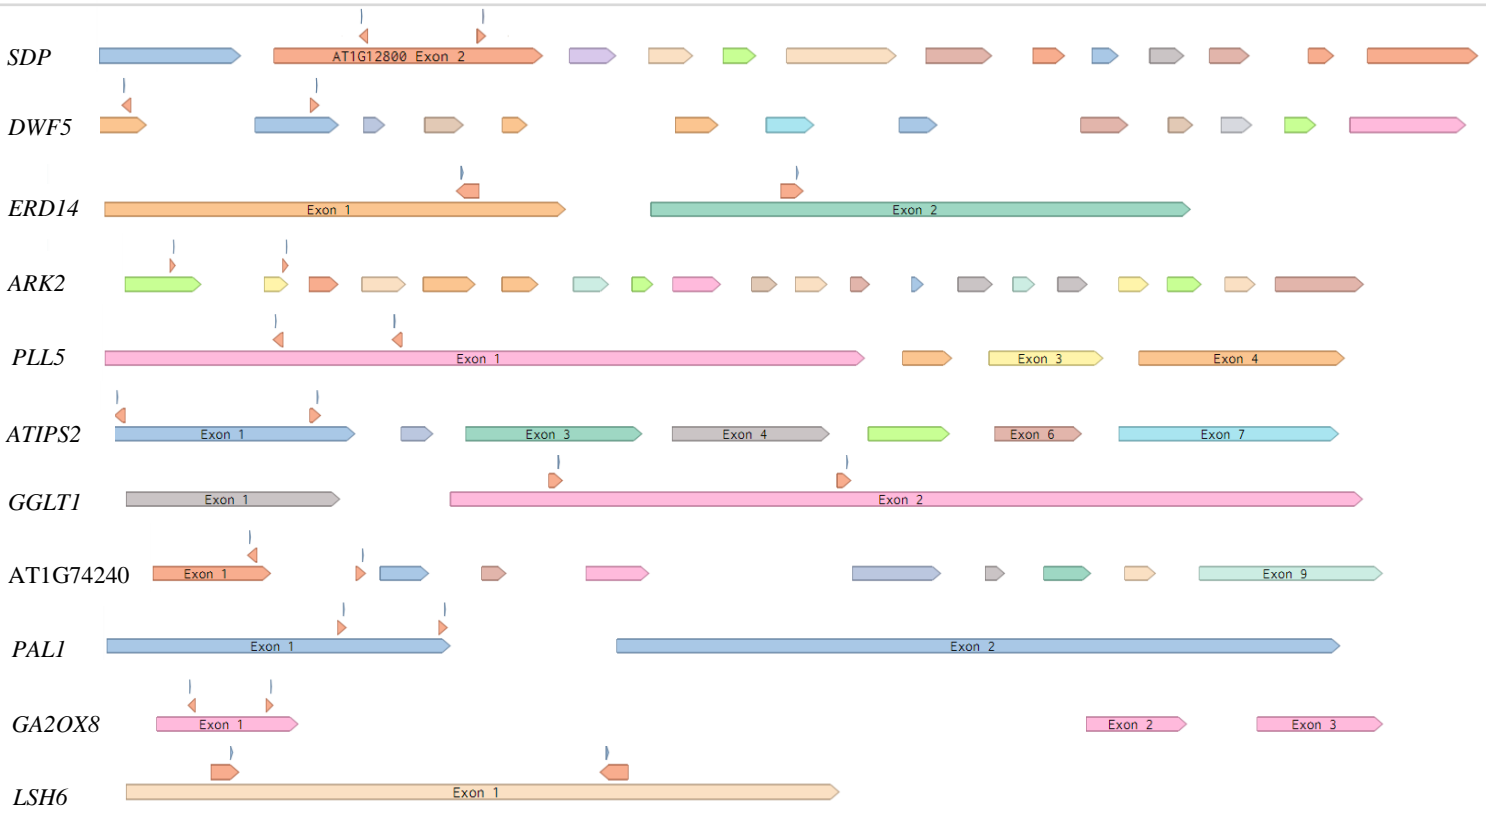 SDP AT1G12800 Exon 2
DWF5
ERD14 Exon 1 Exon 2
ARK2
PLL5 Exon 1 Exon 3 Exon 4
ATIPS2 Exon 1 Exon 3 Exon 4 Exon 6 Exon 7
GGLT1 Exon 1 Exon 2
AT1G74240 Exon 1 Exon 9
PAL1 Exon 1 Exon 2
GA2OX8 Exon 1 Exon 2 Exon 3
LSH6 Exon 1